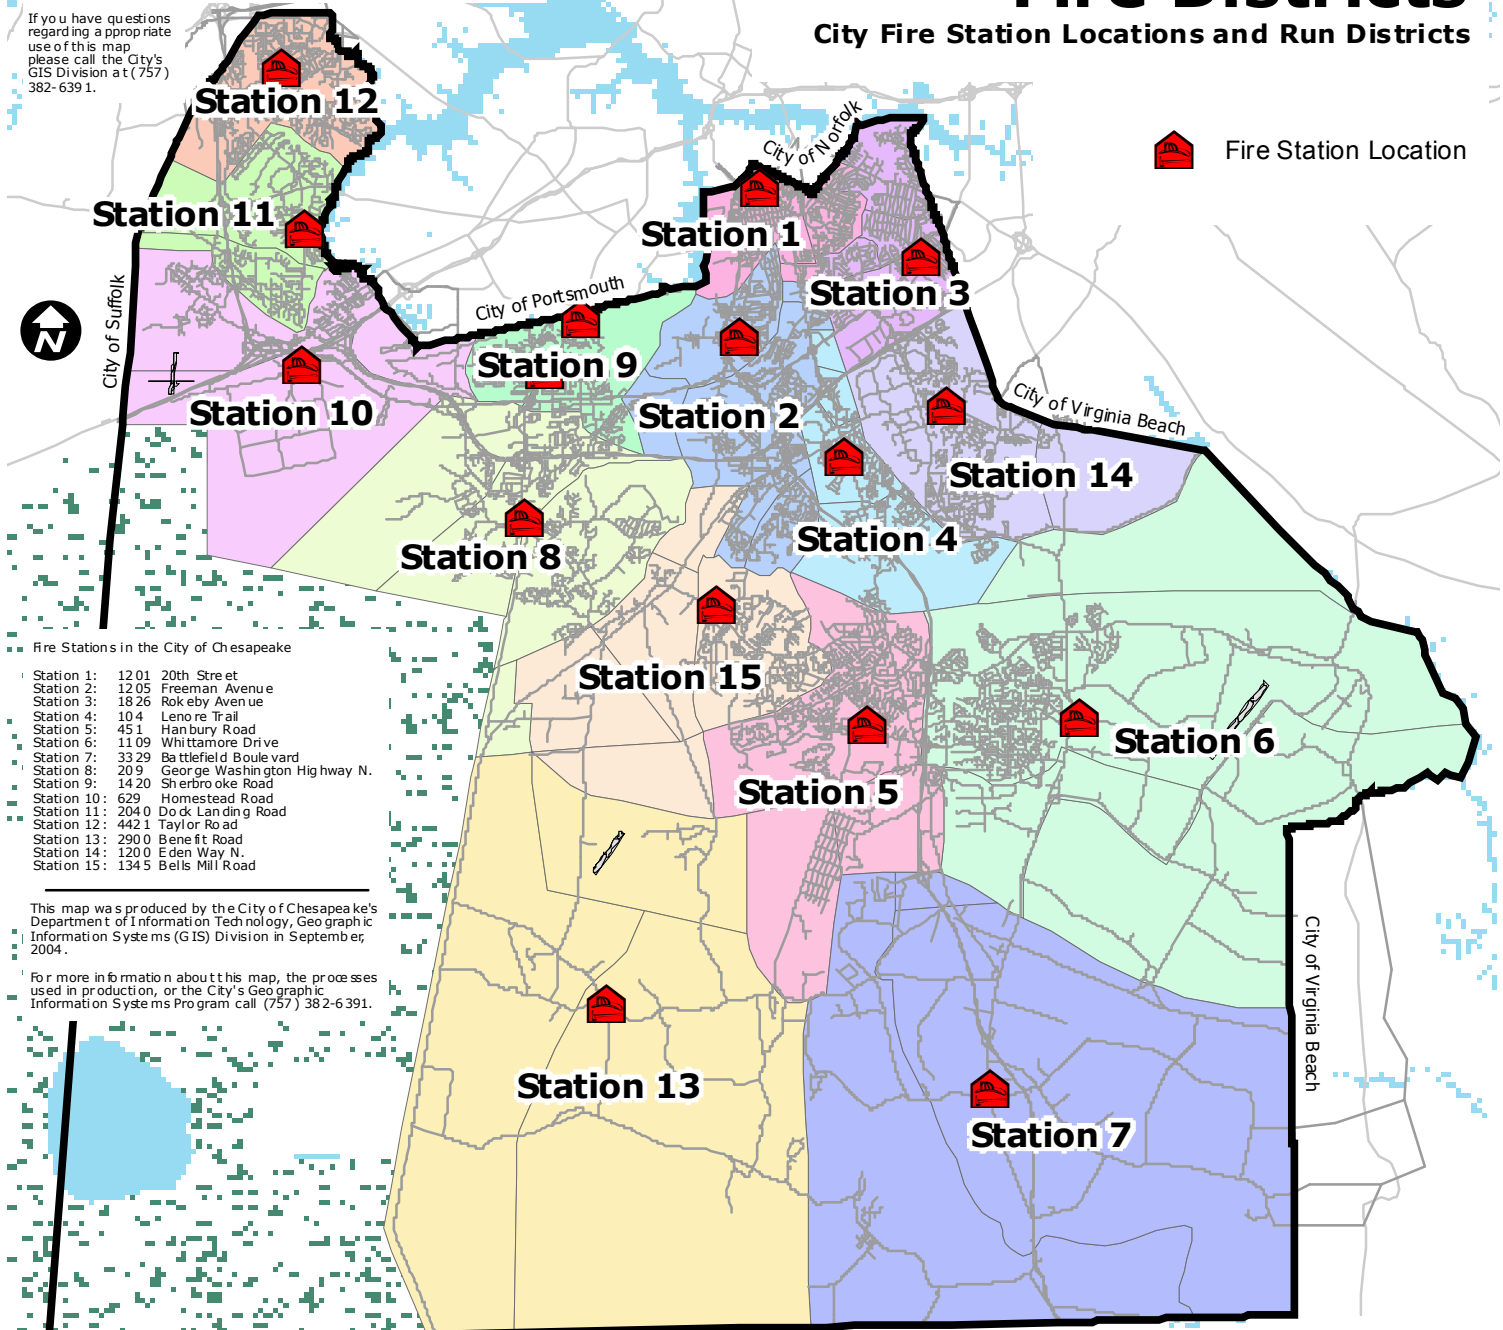 Fire Districts
City Fire Station Locations and Run Districts
If you have questions
regarding appropriate
use of this map
please call the City's
GIS Division at (757)
382-6391.
Fire Station Location
Station 12
City of Norfolk
Station 11
Station 1
City of Suffolk
City of Portsmouth
Station 3
N
Station 9
Station 10
Station 2
City of Virginia Beach
Station 14
Station 4
Station 8
Station 15
Station 6
Station 5
Station 13
Station 7
City of Virginia Beach
Fire Stations in the City of Chesapeake
Station 1: 1201 20th Street
Station 2: 1205 Freeman Avenue
Station 3: 1826 Rokeby Avenue
Station 4: 104 Lenore Trail
Station 5: 451 Hanbury Road
Station 6: 1109 Whittamore Drive
Station 7: 3329 Battlefield Boulevard
Station 8: 209 George Washington Highway N.
Station 9: 1420 Sherbrooke Road
Station 10: 629 Homestead Road
Station 11: 2040 Dock Landing Road
Station 12: 4421 Taylor Road
Station 13: 2900 Benefit Road
Station 14: 1200 Eden Way N.
Station 15: 1345 Bells Mill Road
This map was produced by the City of Chesapeake's
Department of Information Technology, Geographic
Information Systems (GIS) Division in September,
2004.
For more information about this map, the processes
used in production, or the City's Geographic
Information Systems Program call (757) 382-6391.